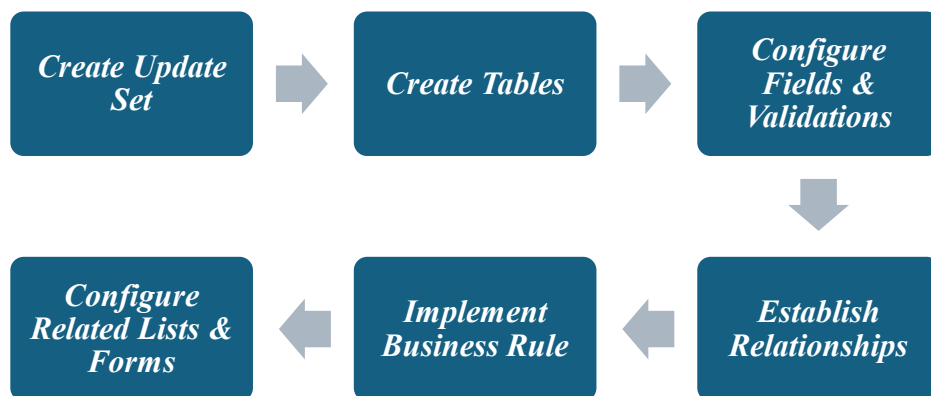 Create Update
Set
Create Tables
Configure
Fields &
Validations
Establish
Relationships
Implement
Business Rule
Configure
Related Lists &
Forms